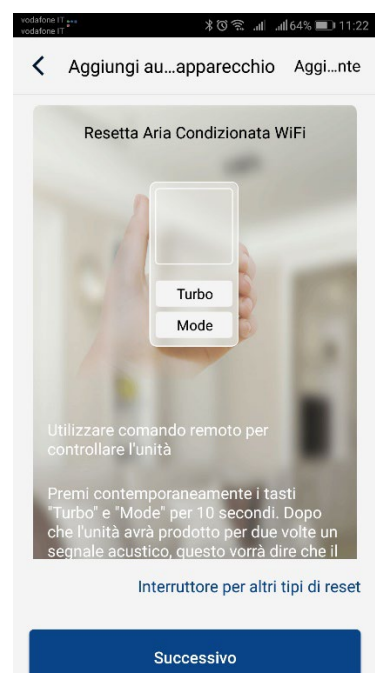 vodafone IT
vodafone IT
64% 11:22
Aggiungi au...apparecchio Aggi...nte
Resetta Aria Condizionata WiFi
Turbo
Mode
Utilizzare comando remoto per
controllare l'unità
Premi contemporaneamente i tasti
"Turbo" e "Mode" per 10 secondi. Dopo
che l'unità avrà prodotto per due volte un
segnale acustico, questo vorrà dire che il
Interruttore per altri tipi di reset
Successivo